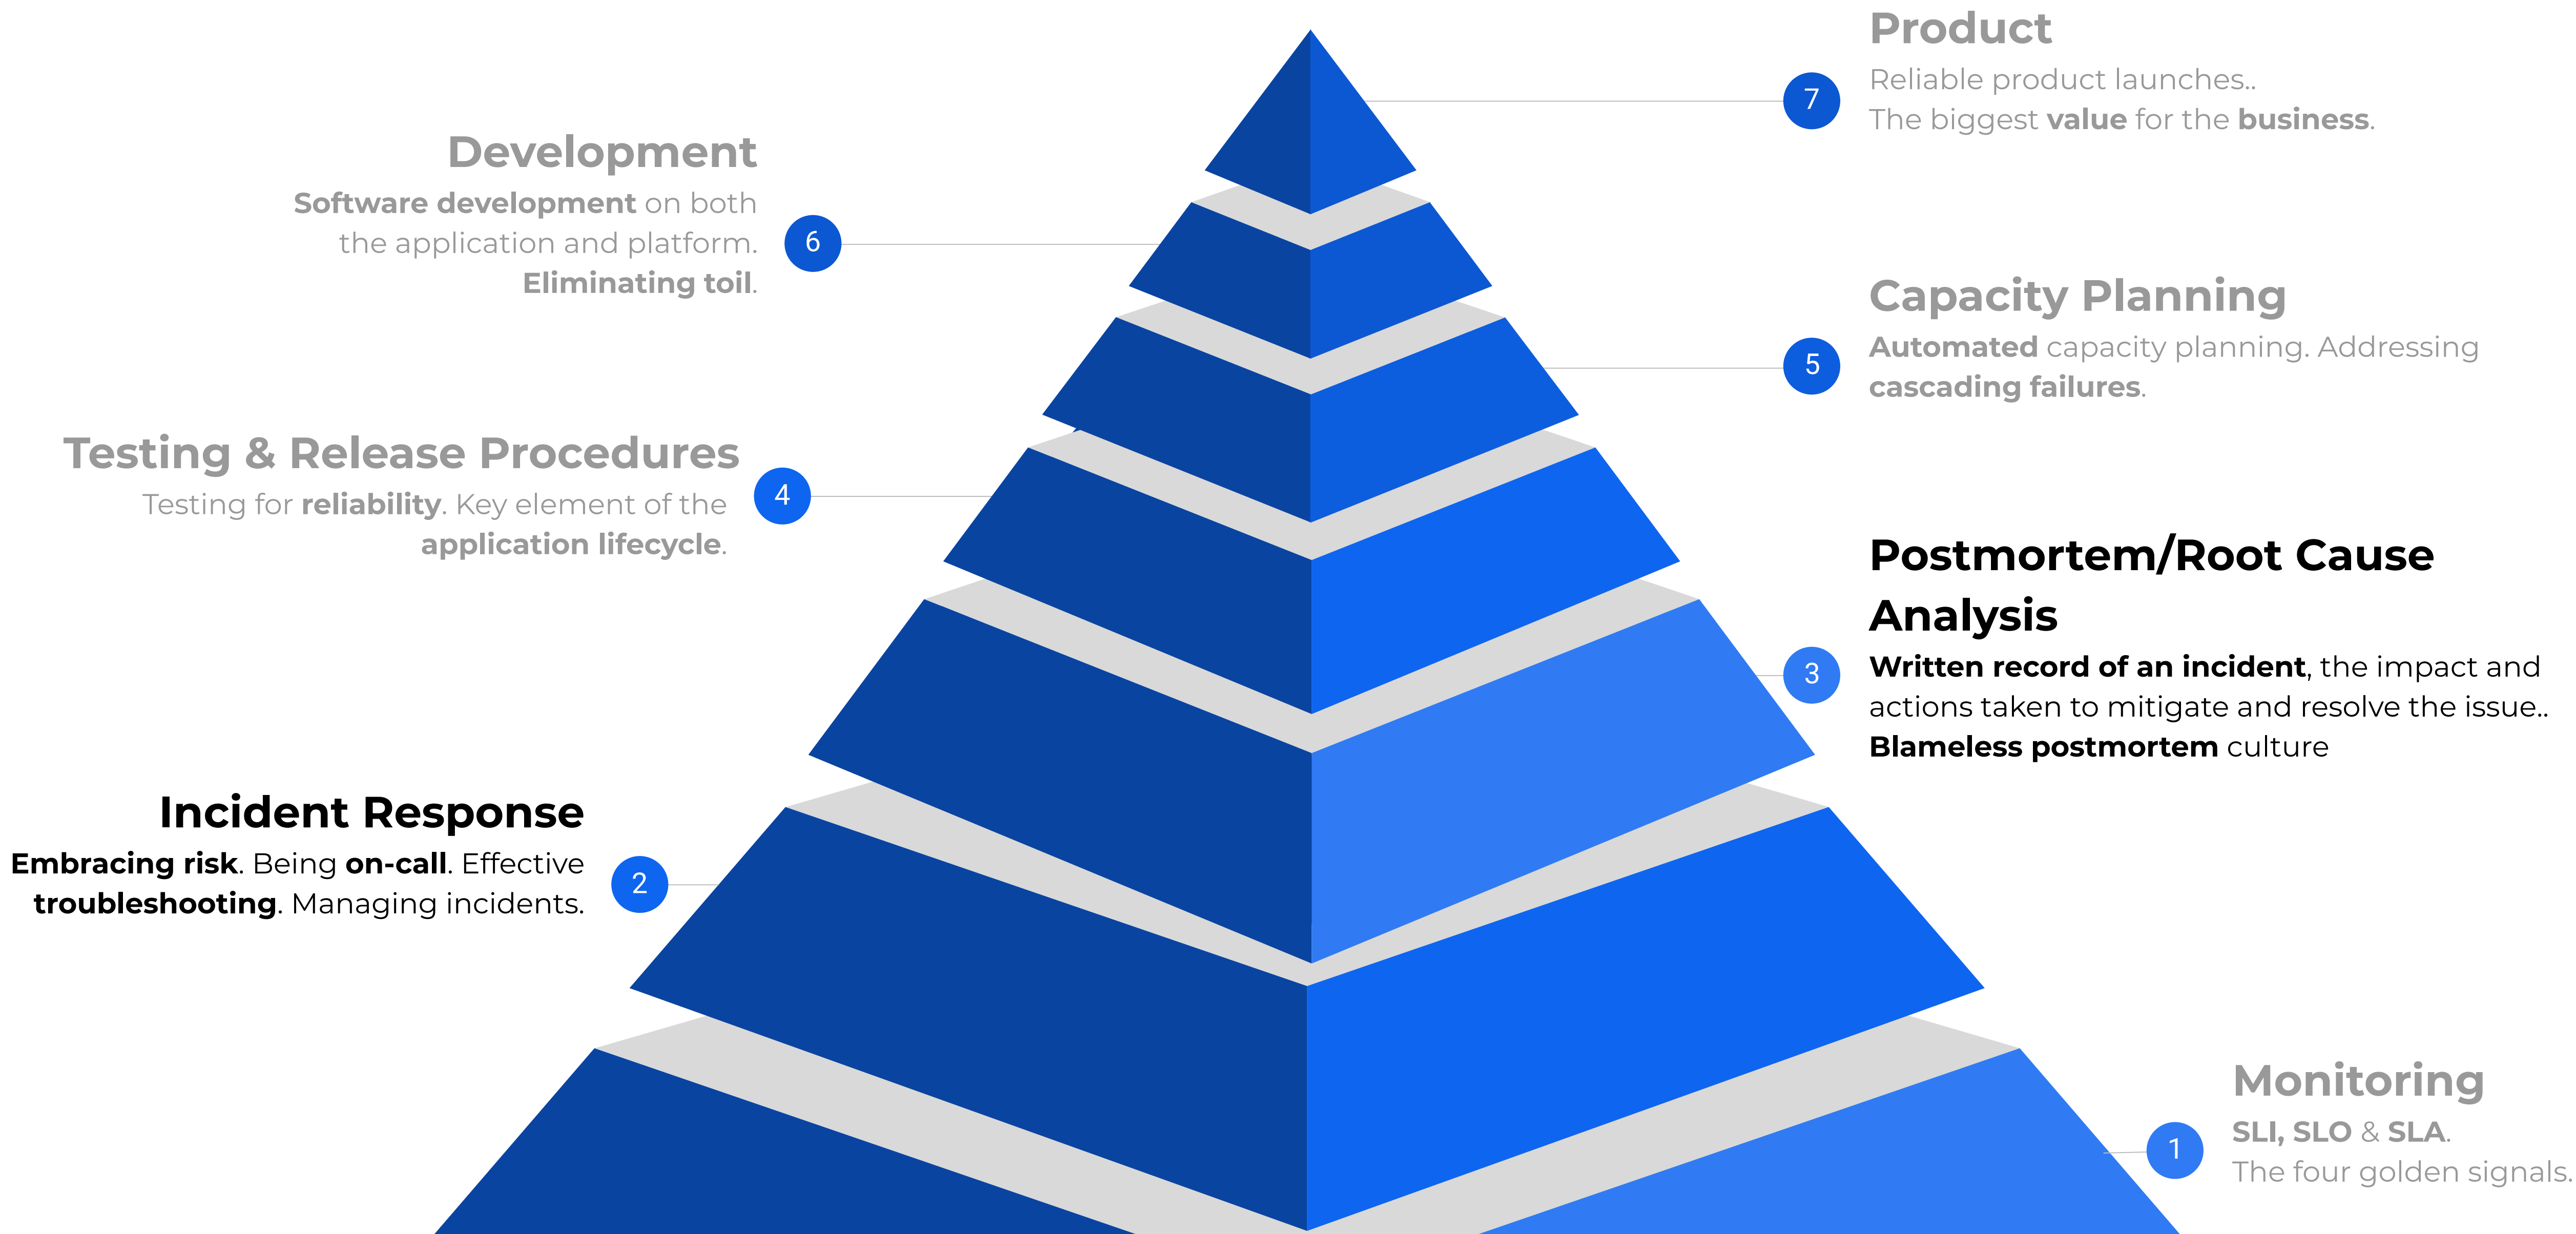 Product
Reliable product launches..
The biggest value for the business.
7
Development
Software development on both
the application and platform.
Eliminating toil.
6
Capacity Planning
Automated capacity planning. Addressing
cascading failures.
5
Testing & Release Procedures
Testing for reliability. Key element of the
application lifecycle.
4
Postmortem/Root Cause
Analysis
Written record of an incident, the impact and
actions taken to mitigate and resolve the issue..
Blameless postmortem culture
3
Incident Response
Embracing risk. Being on-call. Effective
troubleshooting. Managing incidents.
2
Monitoring
SLI, SLO & SLA.
The four golden signals.
1